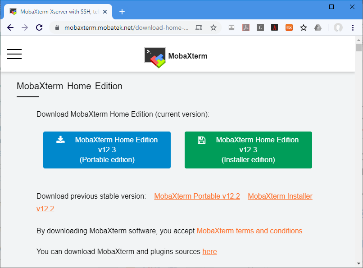 MobaXterm Xserver with SSH, te
mobaxterm.mobatek.net/download-home-...
MobaXterm
MobaXterm Home Edition
Download MobaXterm Home Edition (current version):
MobaXterm Home Edition
v12.3
(Portable edition)
MobaXterm Home Edition
v12.3
(Installer edition)
Download previous stable version: MobaXterm Portable v12.2 MobaXterm Installer
v12.2
By downloading MobaXterm software, you accept MobaXterm terms and conditions
You can download MobaXterm and plugins sources here